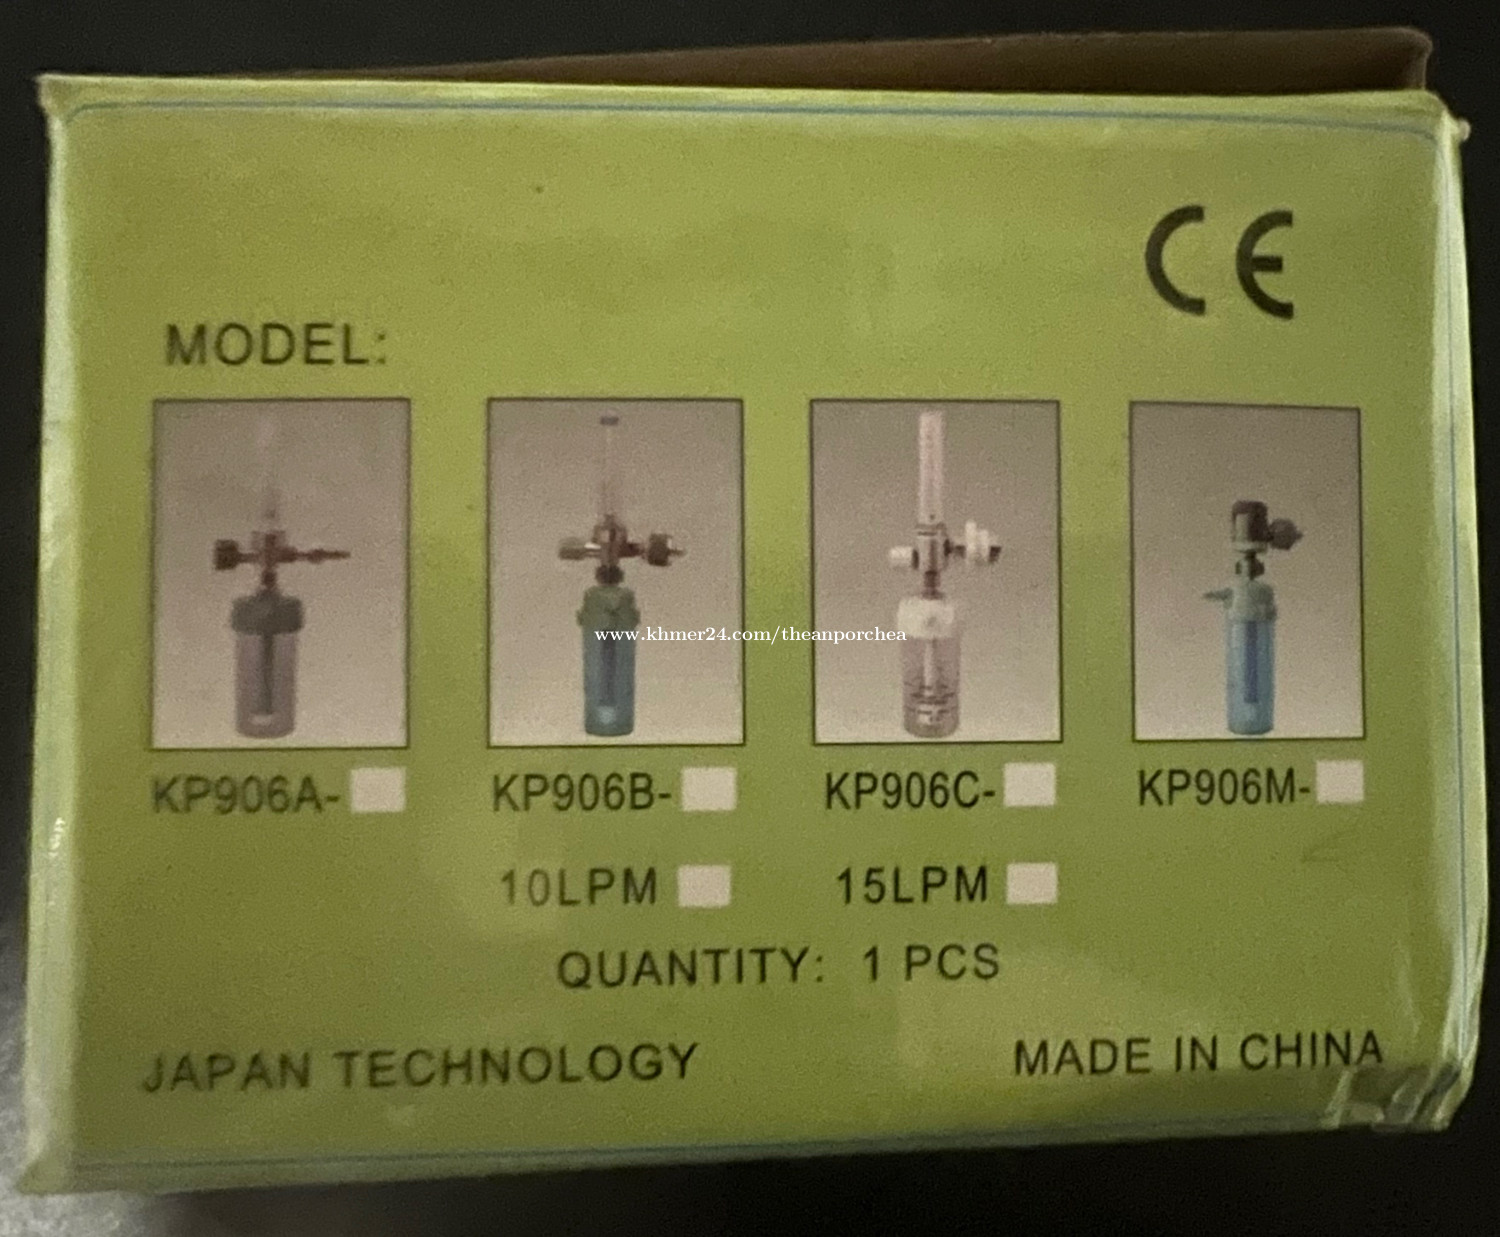 CE
MODEL:
www.khmer24.com/theanporchea
KP906A- KP906B- KP906C- KP906M-
10LPM 15LPM
QUANTITY: 1 PCS
JAPAN TECHNOLOGY MADE IN CHINA